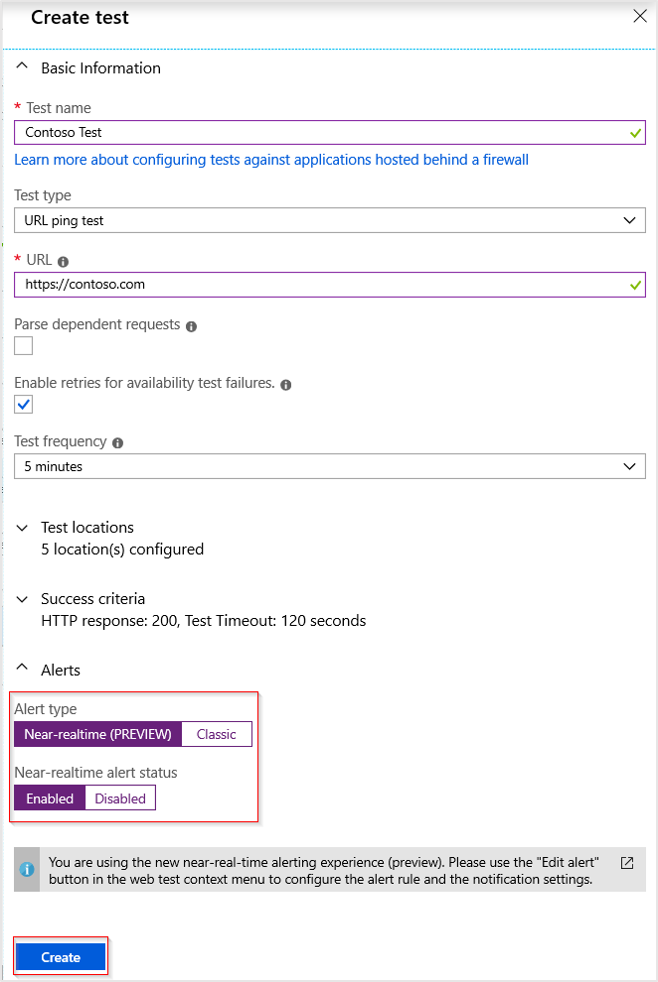 Create test
Basic Information
* Test name
Contoso Test
Learn more about configuring tests against applications hosted behind a firewall
Test type
URL ping test
* URL
https://contoso.com
Parse dependent requests
Enable retries for availability test failures.
Test frequency
5 minutes
Test locations
5 location(s) configured
Success criteria
HTTP response: 200, Test Timeout: 120 seconds
Alerts
Alert type
Near-realtime (PREVIEW) Classic
Near-realtime alert status
Enabled Disabled
You are using the new near-real-time alerting experience (preview). Please use the "Edit alert"
button in the web test context menu to configure the alert rule and the notification settings.
Create